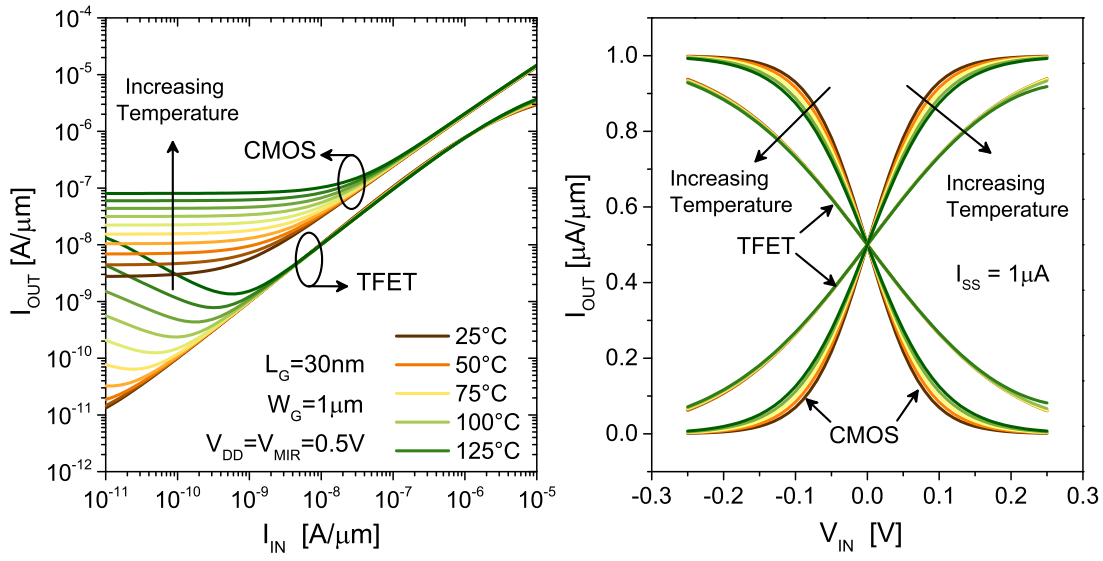 10⁻⁴
10⁻⁵
10⁻⁶
10⁻⁷
10⁻⁸
10⁻⁹
10⁻¹⁰
10⁻¹¹
10⁻¹²
I_OUT [A/μm]
Increasing
Temperature
CMOS
TFET
L_G=30nm
W_G=1μm
V_DD=V_MIR=0.5V
25°C
50°C
75°C
100°C
125°C
10⁻¹¹ 10⁻¹⁰ 10⁻⁹ 10⁻⁸ 10⁻⁷ 10⁻⁶ 10⁻⁵
I_IN [A/μm]
1.0
0.8
0.6
0.4
0.2
0.0
I_OUT [μA/μm]
Increasing
Temperature
Increasing
Temperature
TFET
I_SS = 1μA
CMOS
-0.3 -0.2 -0.1 0.0 0.1 0.2 0.3
V_IN [V]